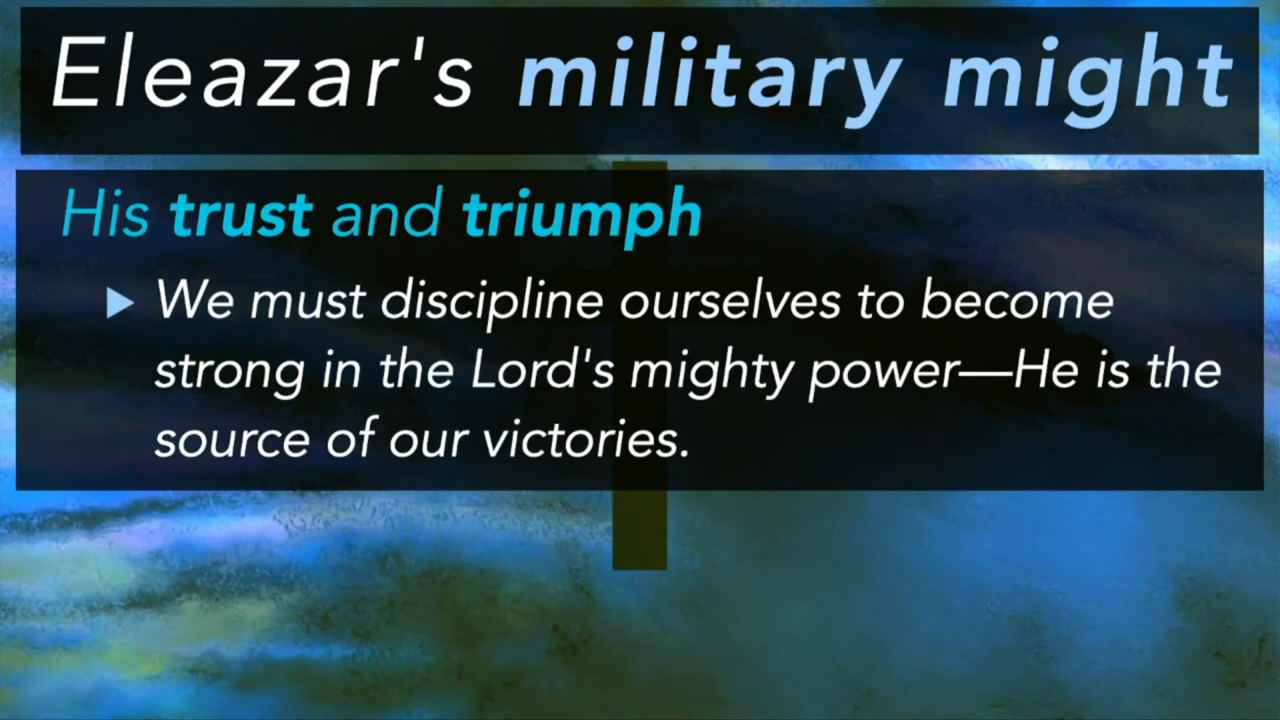 Eleazar's military might
His trust and triumph
We must discipline ourselves to become
strong in the Lord's mighty power—He is the
source of our victories.